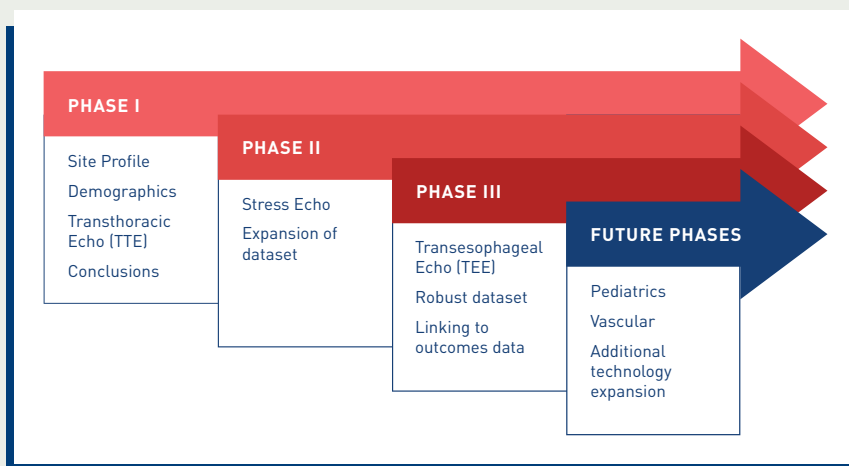 PHASE I
Site Profile
Demographics
Transthoracic
Echo (TTE)
Conclusions
PHASE II
Stress Echo
Expansion of
dataset
PHASE III
Transesophageal
Echo (TEE)
Robust dataset
Linking to
outcomes data
FUTURE PHASES
Pediatrics
Vascular
Additional
technology
expansion